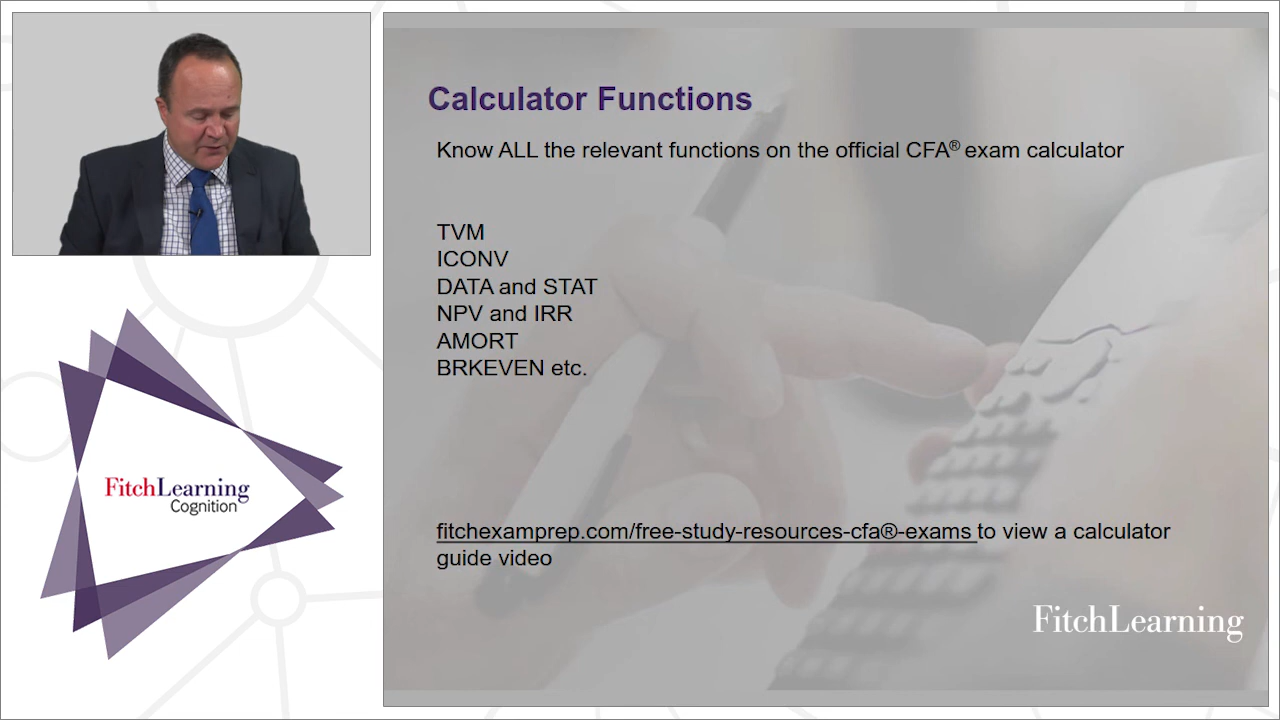 Calculator Functions
Know ALL the relevant functions on the official CFA® exam calculator
TVM
ICONV
DATA and STAT
NPV and IRR
AMORT
BRKEVEN etc.
fitchexamprep.com/free-study-resources-cfa®-exams to view a calculator
guide video
FitchLearning
Cognition
FitchLearning